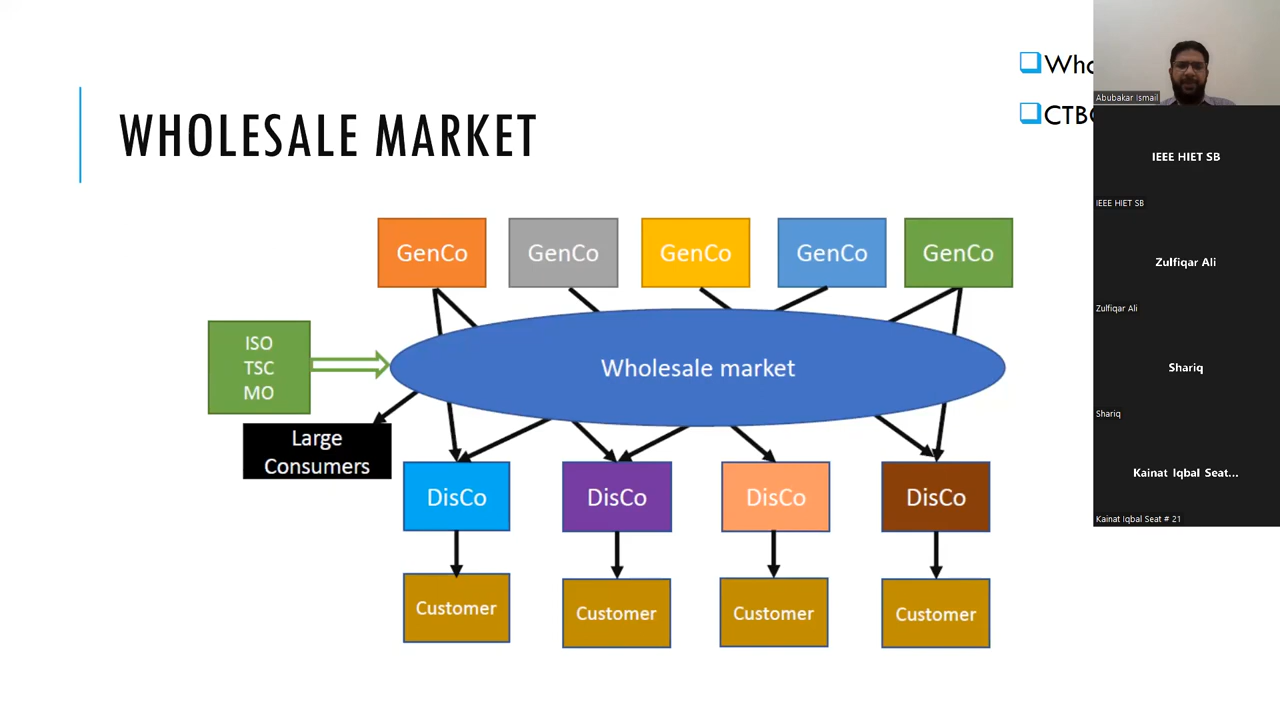 WHOLESALE MARKET
CTBC
GenCo GenCo GenCo GenCo GenCo
ISO
TSC
MO
Wholesale market
Large
Consumers
DisCo DisCo DisCo DisCo
Customer Customer Customer Customer
Abubakar Ismail
IEEE HIET SB
IEEE HIET SB
Zulfiqar Ali
Zulfiqar Ali
Shariq
Shariq
Kainat Iqbal Seat...
Kainat Iqbal Seat # 21